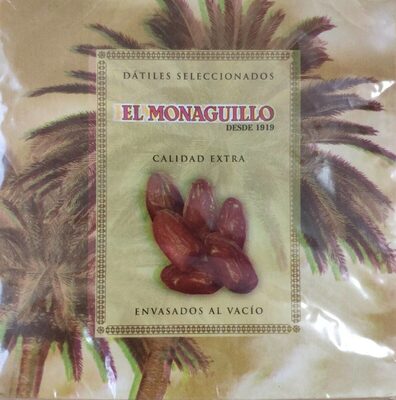 DÁTILES SELECCIONADOS
EL MONAGUILLO
DESDE 1919
CALIDAD EXTRA
ENVASADOS AL VACÍO